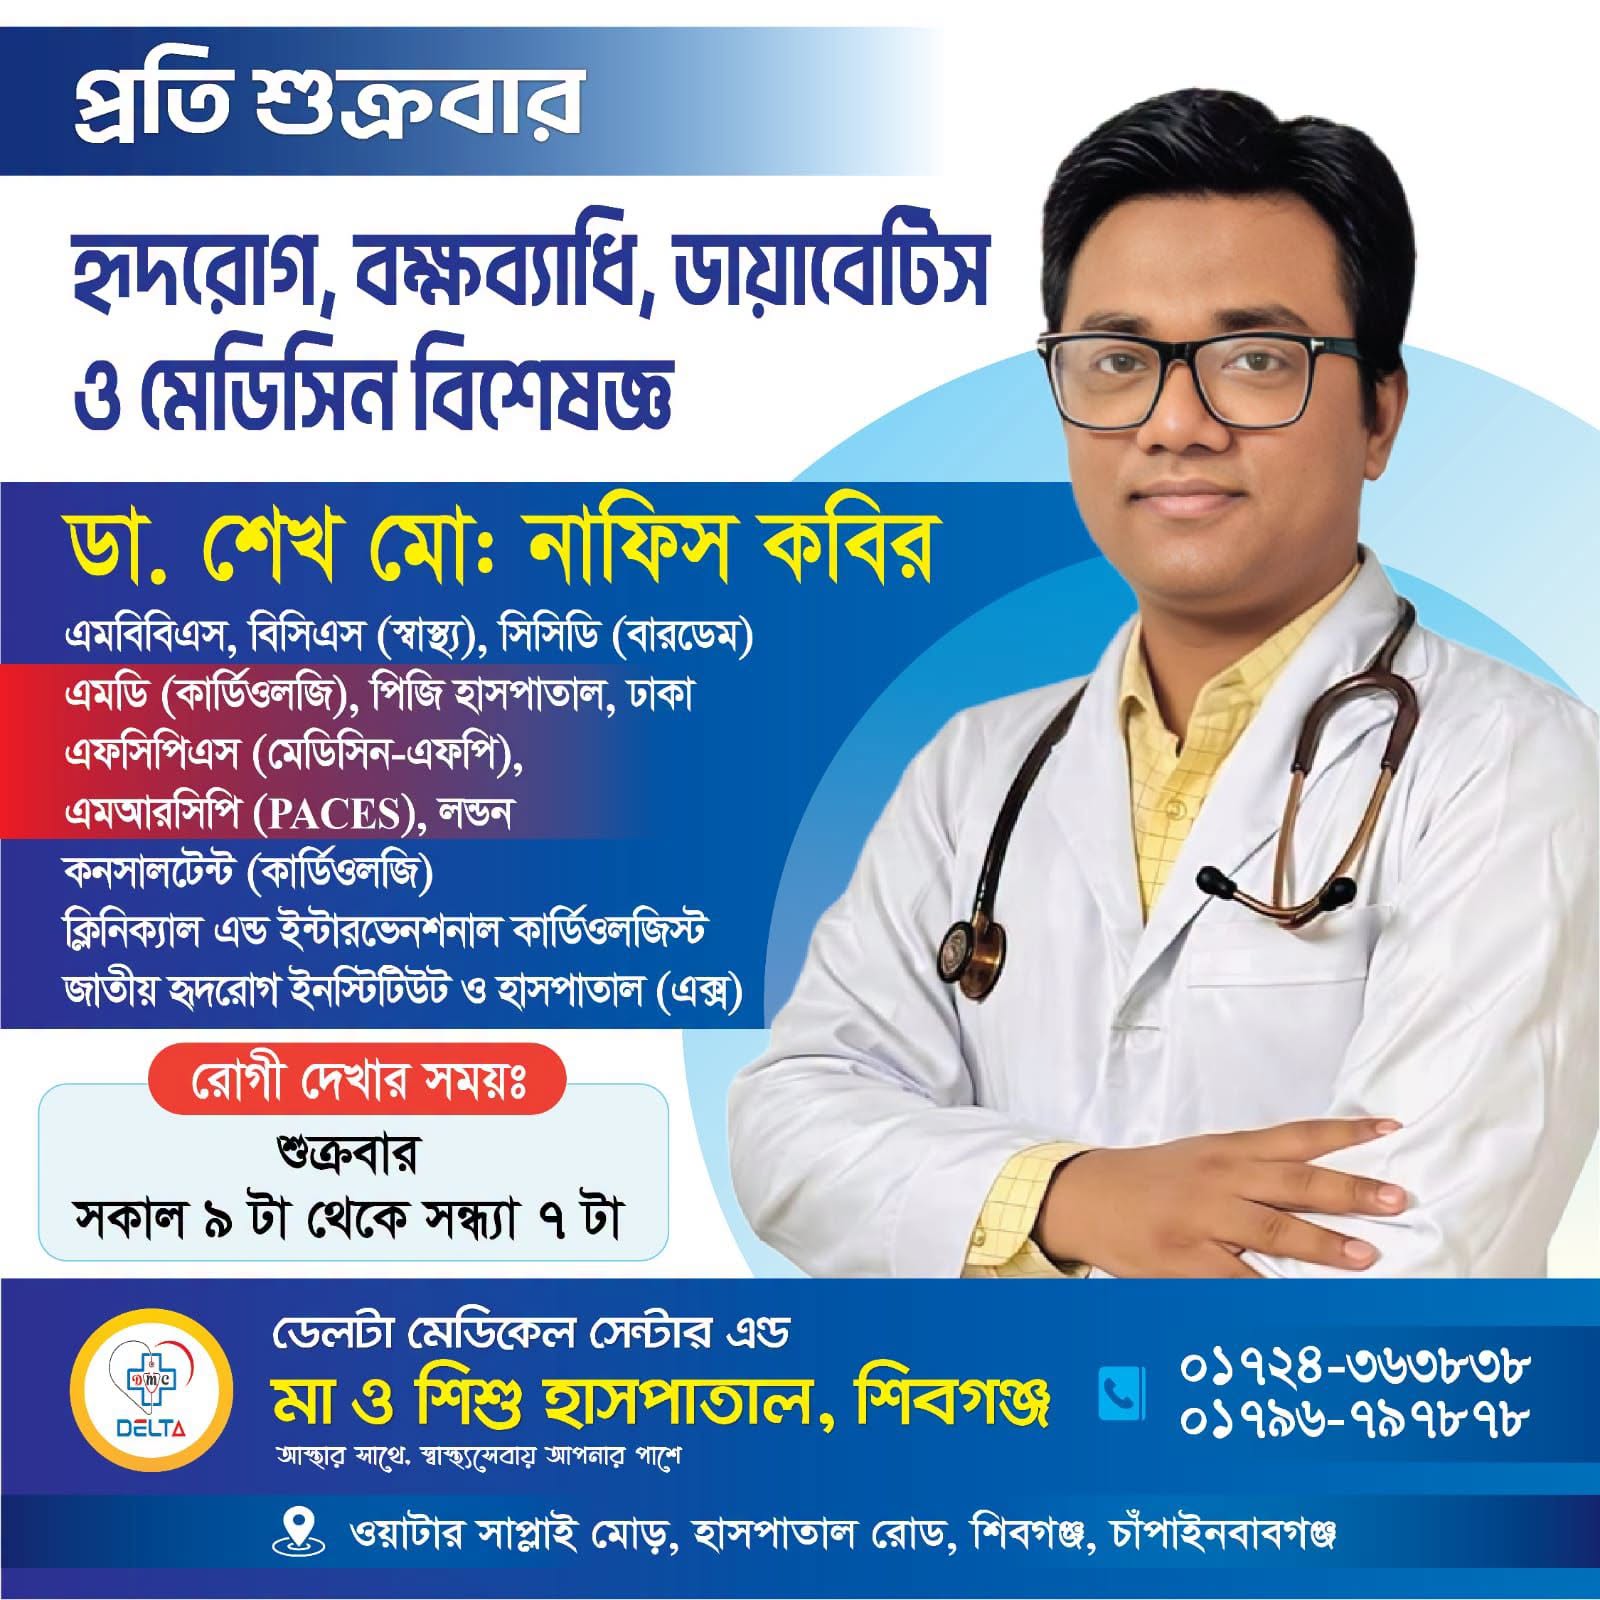 প্রতি শুক্রবার
হৃদরোগ, বক্ষব্যাধি, ডায়াবেটিস
ও মেডিসিন বিশেষজ্ঞ
ডা. শেখ মো: নাফিস কবির
এমবিবিএস, বিসিএস (স্বাস্থ্য), সিসিডি (বারডেম)
এমডি (কার্ডিওলজি), পিজি হাসপাতাল, ঢাকা
এফসিপিএস (মেডিসিন-এফপি),
এমআরসিপি (PACES), লন্ডন
কনসালটেন্ট (কার্ডিওলজি)
ক্লিনিক্যাল এন্ড ইন্টারভেনশনাল কার্ডিওলজিস্ট
জাতীয় হৃদরোগ ইনস্টিটিউট ও হাসপাতাল (এক্স)
রোগী দেখার সময়ঃ
শুক্রবার
সকাল ৯ টা থেকে সন্ধ্যা ৭ টা
DMC
DELTA
ডেলটা মেডিকেল সেন্টার এন্ড
মা ও শিশু হাসপাতাল, শিবগঞ্জ
আস্থার সাথে, স্বাস্থ্যসেবায় আপনার পাশে
০১৭২৪-৩৬৩৮৩৮
০১৭৯৬-৭৯৭৮৭৮
ওয়াটার সাপ্লাই মোড়, হাসপাতাল রোড, শিবগঞ্জ, চাঁপাইনবাবগঞ্জ